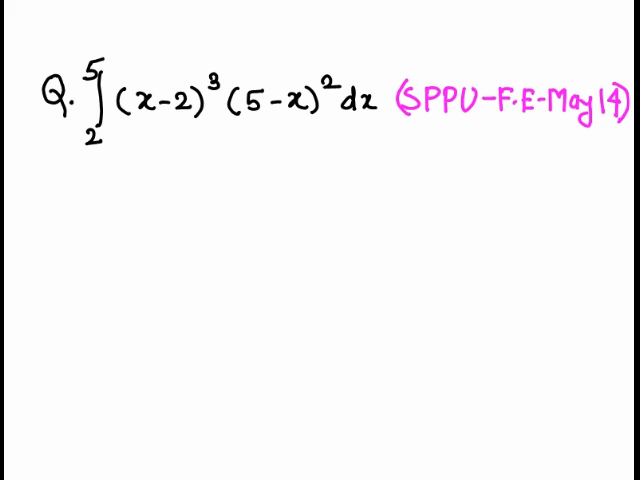 Q. ∫₂⁵ (x-2)³ (5-x)² dx (SPPU-F.E-May 14)